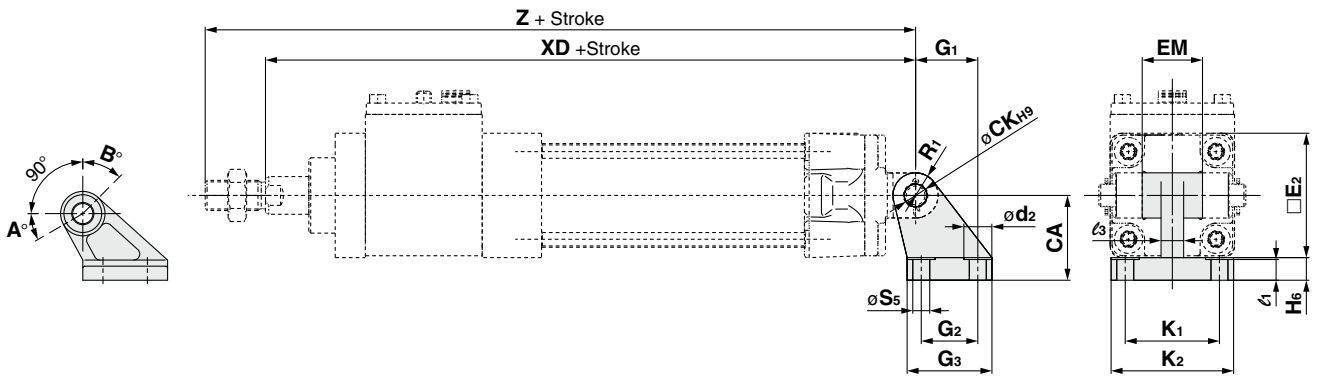 Z + Stroke
XD +Stroke
G1
EM
øCKH9
R1
90°
B°
A°
ød2
CA
□E2
ℓ3
øS5
G2
G3
ℓ1
H6
K1
K2